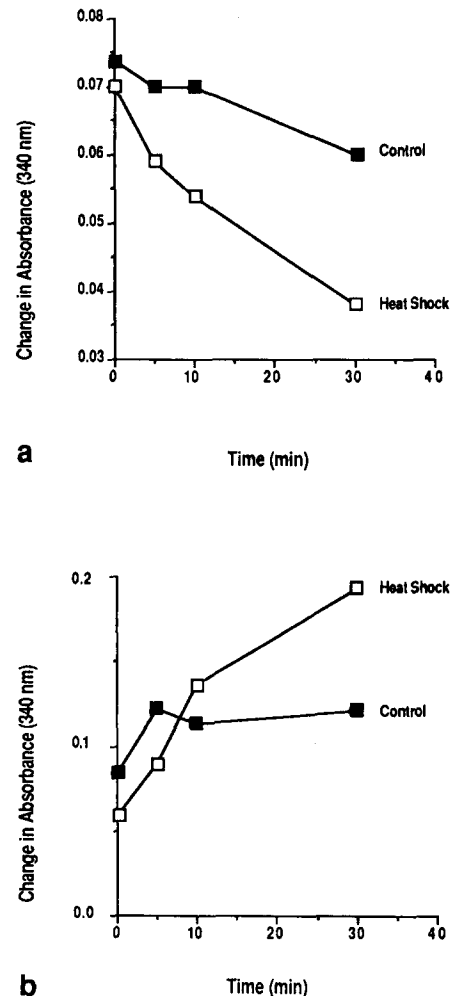 0.08
0.07
0.06
0.05
0.04
0.03
Change in Absorbance (340 nm)
Control
Heat Shock
0 10 20 30 40
Time (min)
a
0.2
0.1
0.0
Change in Absorbance (340 nm)
Heat Shock
Control
0 10 20 30 40
Time (min)
b